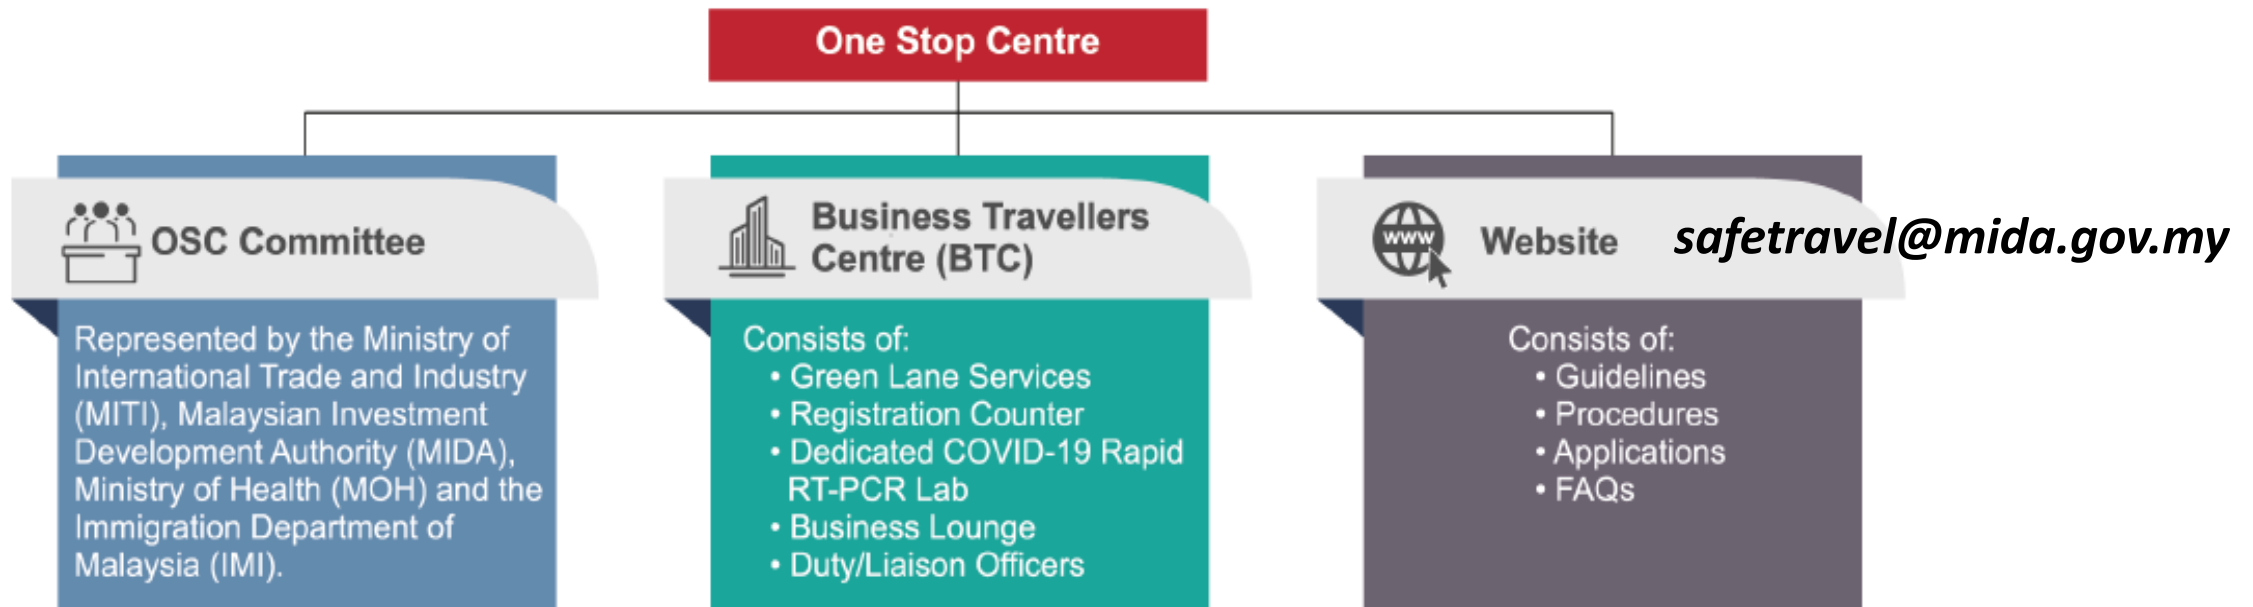 One Stop Centre
OSC Committee
Represented by the Ministry of
International Trade and Industry
(MITI), Malaysian Investment
Development Authority (MIDA),
Ministry of Health (MOH) and the
Immigration Department of
Malaysia (IMI).
Business Travellers
Centre (BTC)
Consists of:
• Green Lane Services
• Registration Counter
• Dedicated COVID-19 Rapid
RT-PCR Lab
• Business Lounge
• Duty/Liaison Officers
www
Website safetravel@mida.gov.my
Consists of:
• Guidelines
• Procedures
• Applications
• FAQs